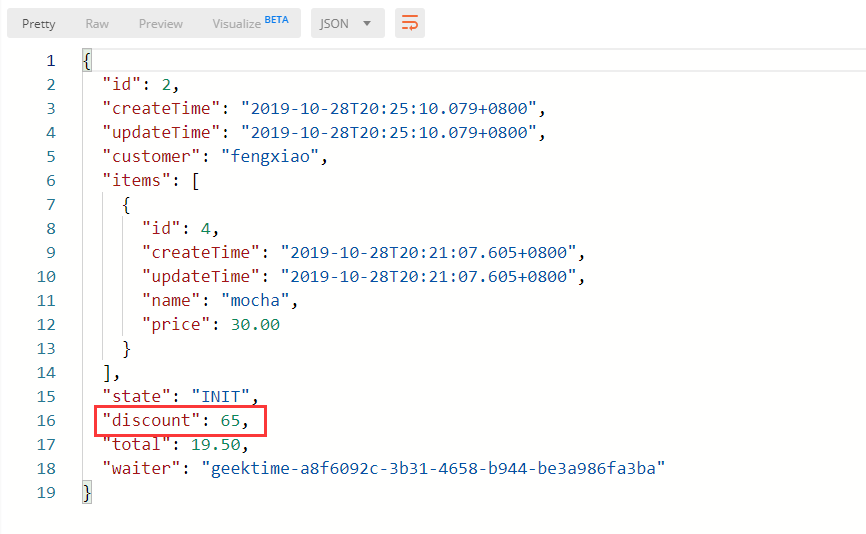 Pretty Raw Preview Visualize BETA JSON
1 {
2 "id": 2,
3 "createTime": "2019-10-28T20:25:10.079+0800",
4 "updateTime": "2019-10-28T20:25:10.079+0800",
5 "customer": "fengxiao",
6 "items": [
7 {
8 "id": 4,
9 "createTime": "2019-10-28T20:21:07.605+0800",
10 "updateTime": "2019-10-28T20:21:07.605+0800",
11 "name": "mocha",
12 "price": 30.00
13 }
14 ],
15 "state": "INIT",
16 "discount": 65,
17 "total": 19.50,
18 "waiter": "geektime-a8f6092c-3b31-4658-b944-be3a986fa3ba"
19 }